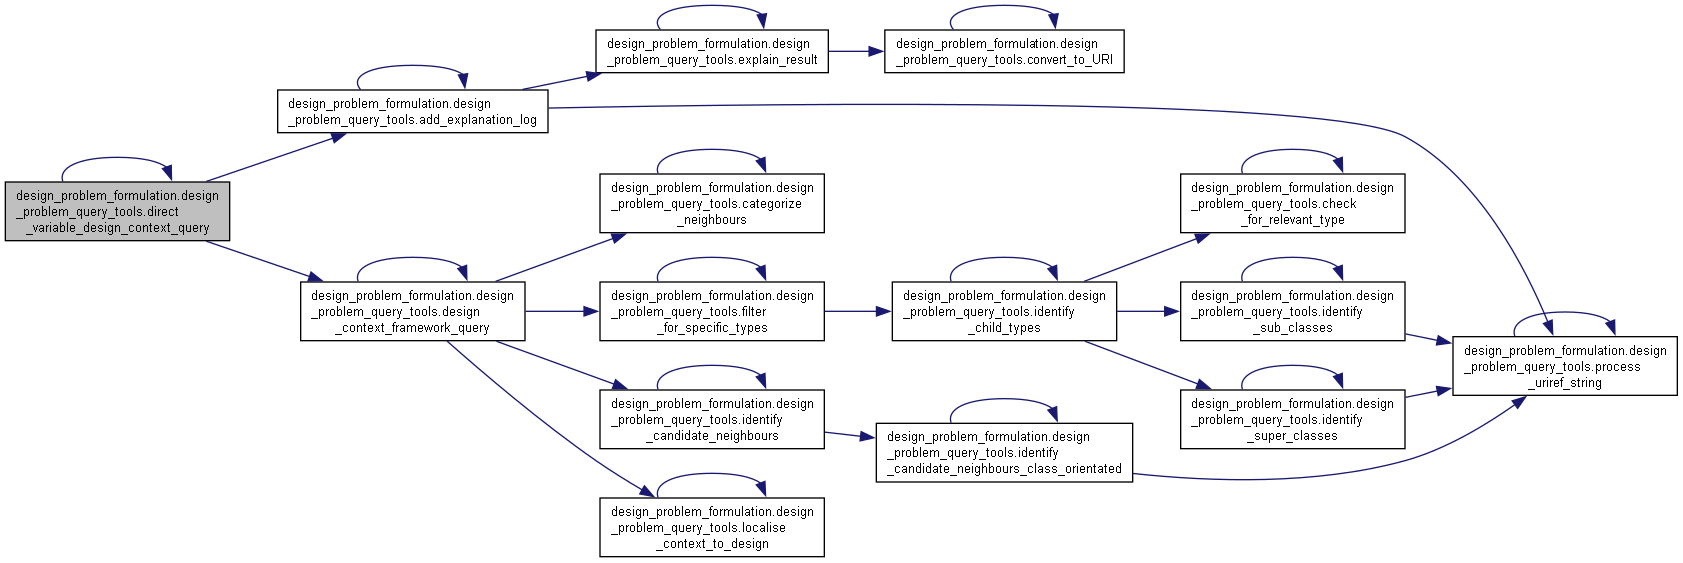 design_problem_formulation.design
_problem_query_tools.explain_result
design_problem_formulation.design
_problem_query_tools.convert_to_URI
design_problem_formulation.design
_problem_query_tools.add_explanation_log
design_problem_formulation.design
_problem_query_tools.direct
_variable_design_context_query
design_problem_formulation.design
_problem_query_tools.categorize
_neighbours
design_problem_formulation.design
_problem_query_tools.check
_for_relevant_type
design_problem_formulation.design
_problem_query_tools.design
_context_framework_query
design_problem_formulation.design
_problem_query_tools.filter
_for_specific_types
design_problem_formulation.design
_problem_query_tools.identify
_child_types
design_problem_formulation.design
_problem_query_tools.identify
_sub_classes
design_problem_formulation.design
_problem_query_tools.process
_uriref_string
design_problem_formulation.design
_problem_query_tools.identify
_candidate_neighbours
design_problem_formulation.design
_problem_query_tools.identify
_candidate_neighbours_class_orientated
design_problem_formulation.design
_problem_query_tools.identify
_super_classes
design_problem_formulation.design
_problem_query_tools.localise
_context_to_design